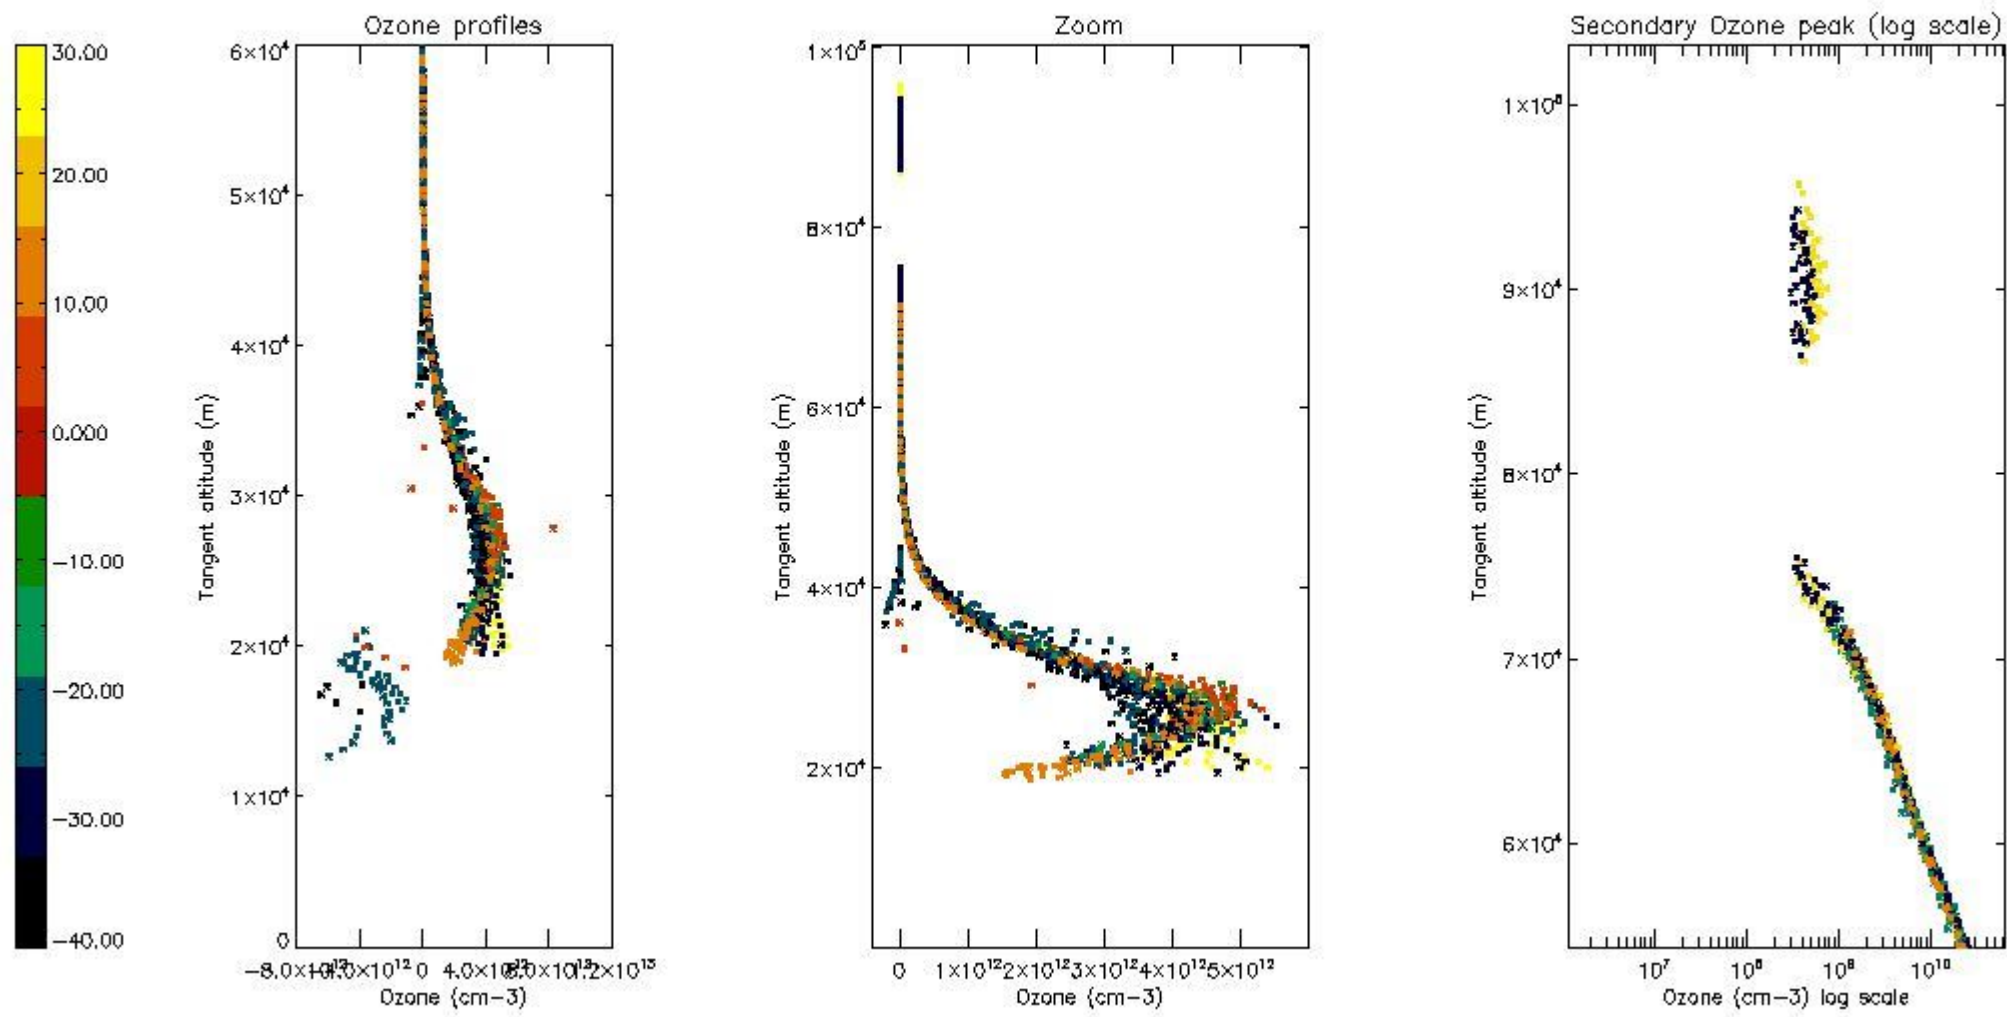 Ozone profiles
Zoom
Secondary Ozone peak (log scale)
30.00
20.00
10.00
0.000
−10.00
−20.00
−30.00
−40.00
Tangent altitude (m)
6×10⁴
5×10⁴
4×10⁴
3×10⁴
2×10⁴
1×10⁴
0
0
Ozone (cm−3)
Tangent altitude (m)
1×10⁵
8×10⁴
6×10⁴
4×10⁴
2×10⁴
0 1×10¹² 2×10¹² 3×10¹² 4×10¹² 5×10¹²
Ozone (cm−3)
Tangent altitude (m)
9×10⁴
8×10⁴
7×10⁴
6×10⁴
10⁷ 10⁸ 10⁹ 10¹⁰
Ozone (cm−3) log scale